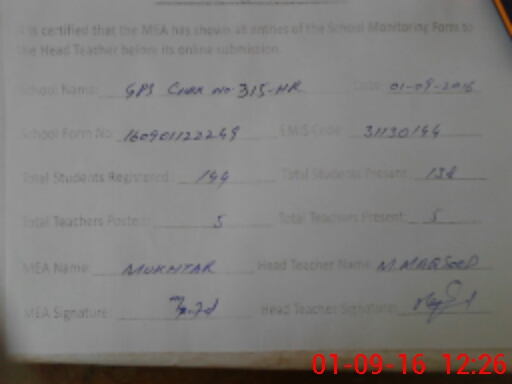 It is certified that the MEA has shown all entries of the School Monitoring Form to
the Head Teacher before its online submission.
School Name: GPS Chak no. 315-HR Date: 01-09-2016
School Form No. 160901122249 EMIS Code: 31130144
Total Students Registered: 144 Total Students Present: 138
Total Teachers Posted: 5 Total Teachers Present: 5
MEA Name: MUKHTAR Head Teacher Name: M.MAQSOOD
MEA Signature: Head Teacher Signature:
01-09-16 12:26